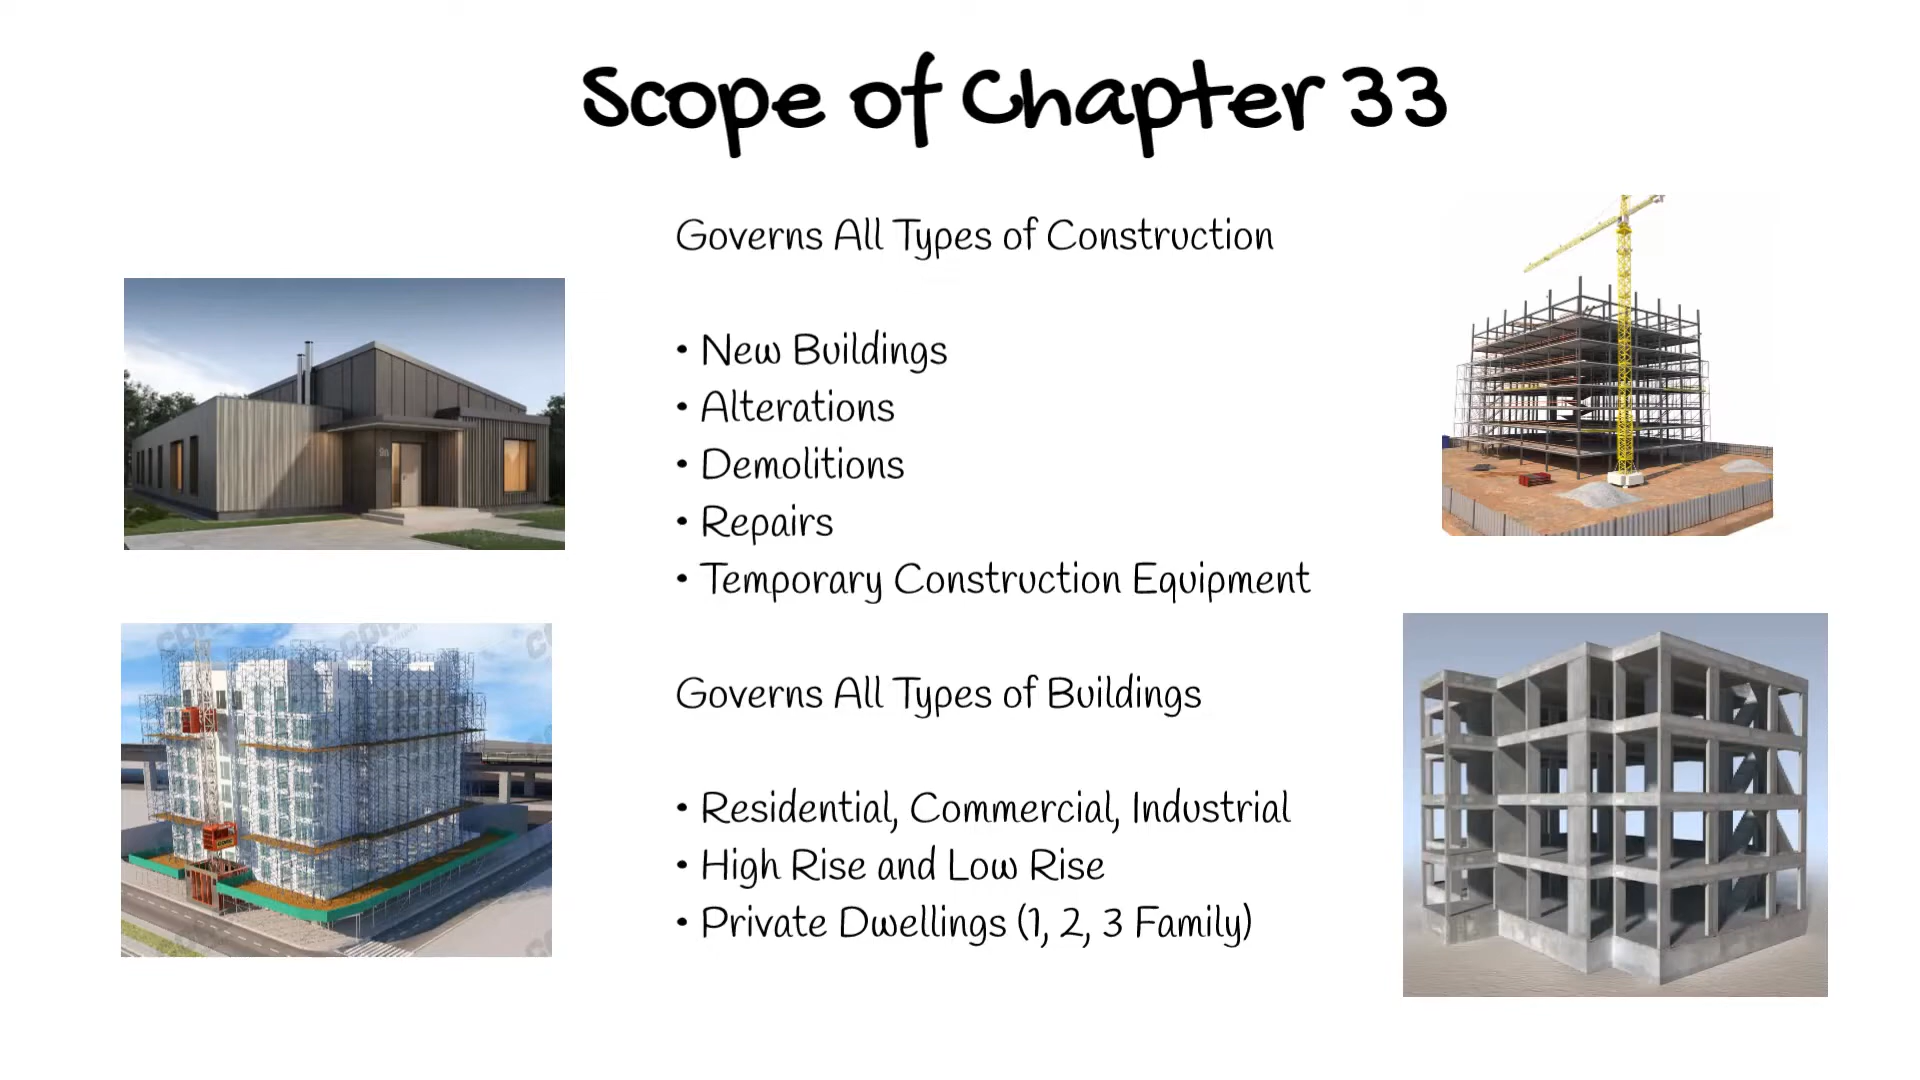 Scope of Chapter 33
Governs All Types of Construction
• New Buildings
• Alterations
• Demolitions
• Repairs
• Temporary Construction Equipment
Governs All Types of Buildings
• Residential, Commercial, Industrial
• High Rise and Low Rise
• Private Dwellings (1, 2, 3 Family)